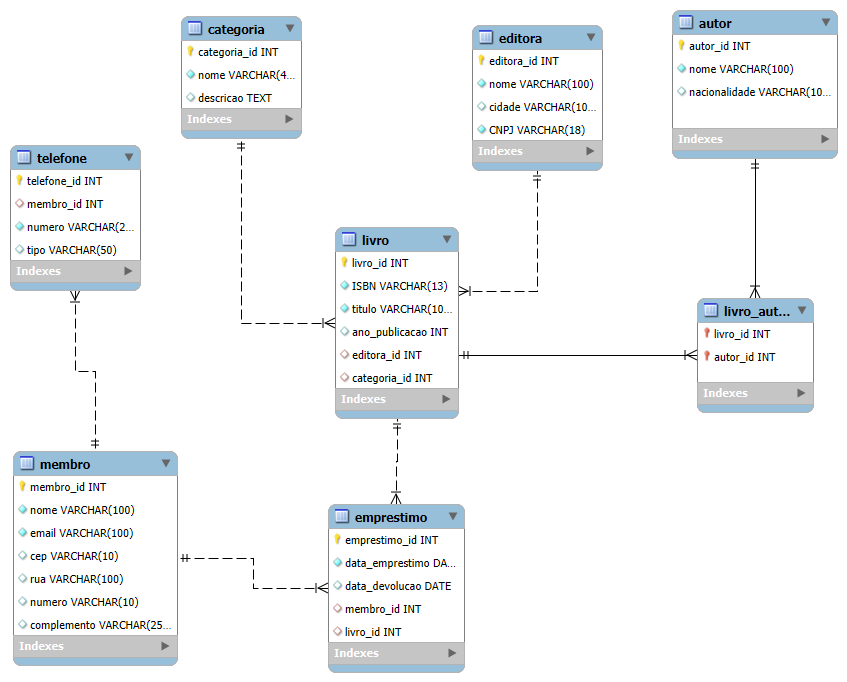 categoria
categoria_id INT
nome VARCHAR(4...
descricao TEXT
Indexes
editora
editora_id INT
nome VARCHAR(100)
cidade VARCHAR(10...
CNPJ VARCHAR(18)
Indexes
autor
autor_id INT
nome VARCHAR(100)
nacionalidade VARCHAR(10...
Indexes
telefone
telefone_id INT
membro_id INT
numero VARCHAR(2...
tipo VARCHAR(50)
Indexes
livro
livro_id INT
ISBN VARCHAR(13)
titulo VARCHAR(10...
ano_publicacao INT
editora_id INT
categoria_id INT
Indexes
livro_aut...
livro_id INT
autor_id INT
Indexes
membro
membro_id INT
nome VARCHAR(100)
email VARCHAR(100)
cep VARCHAR(10)
rua VARCHAR(100)
numero VARCHAR(10)
complemento VARCHAR(25...
Indexes
emprestimo
emprestimo_id INT
data_emprestimo DA...
data_devolucao DATE
membro_id INT
livro_id INT
Indexes